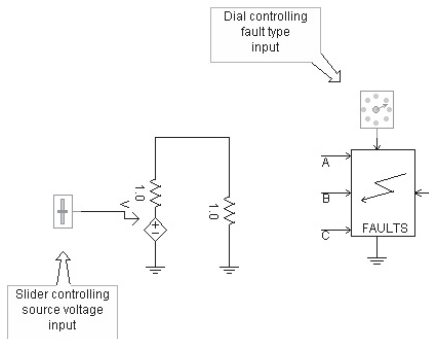 Dial controlling
fault type
input
1.0
V
+-
1.0
A
B
C
FAULTS
Slider controlling
source voltage
input